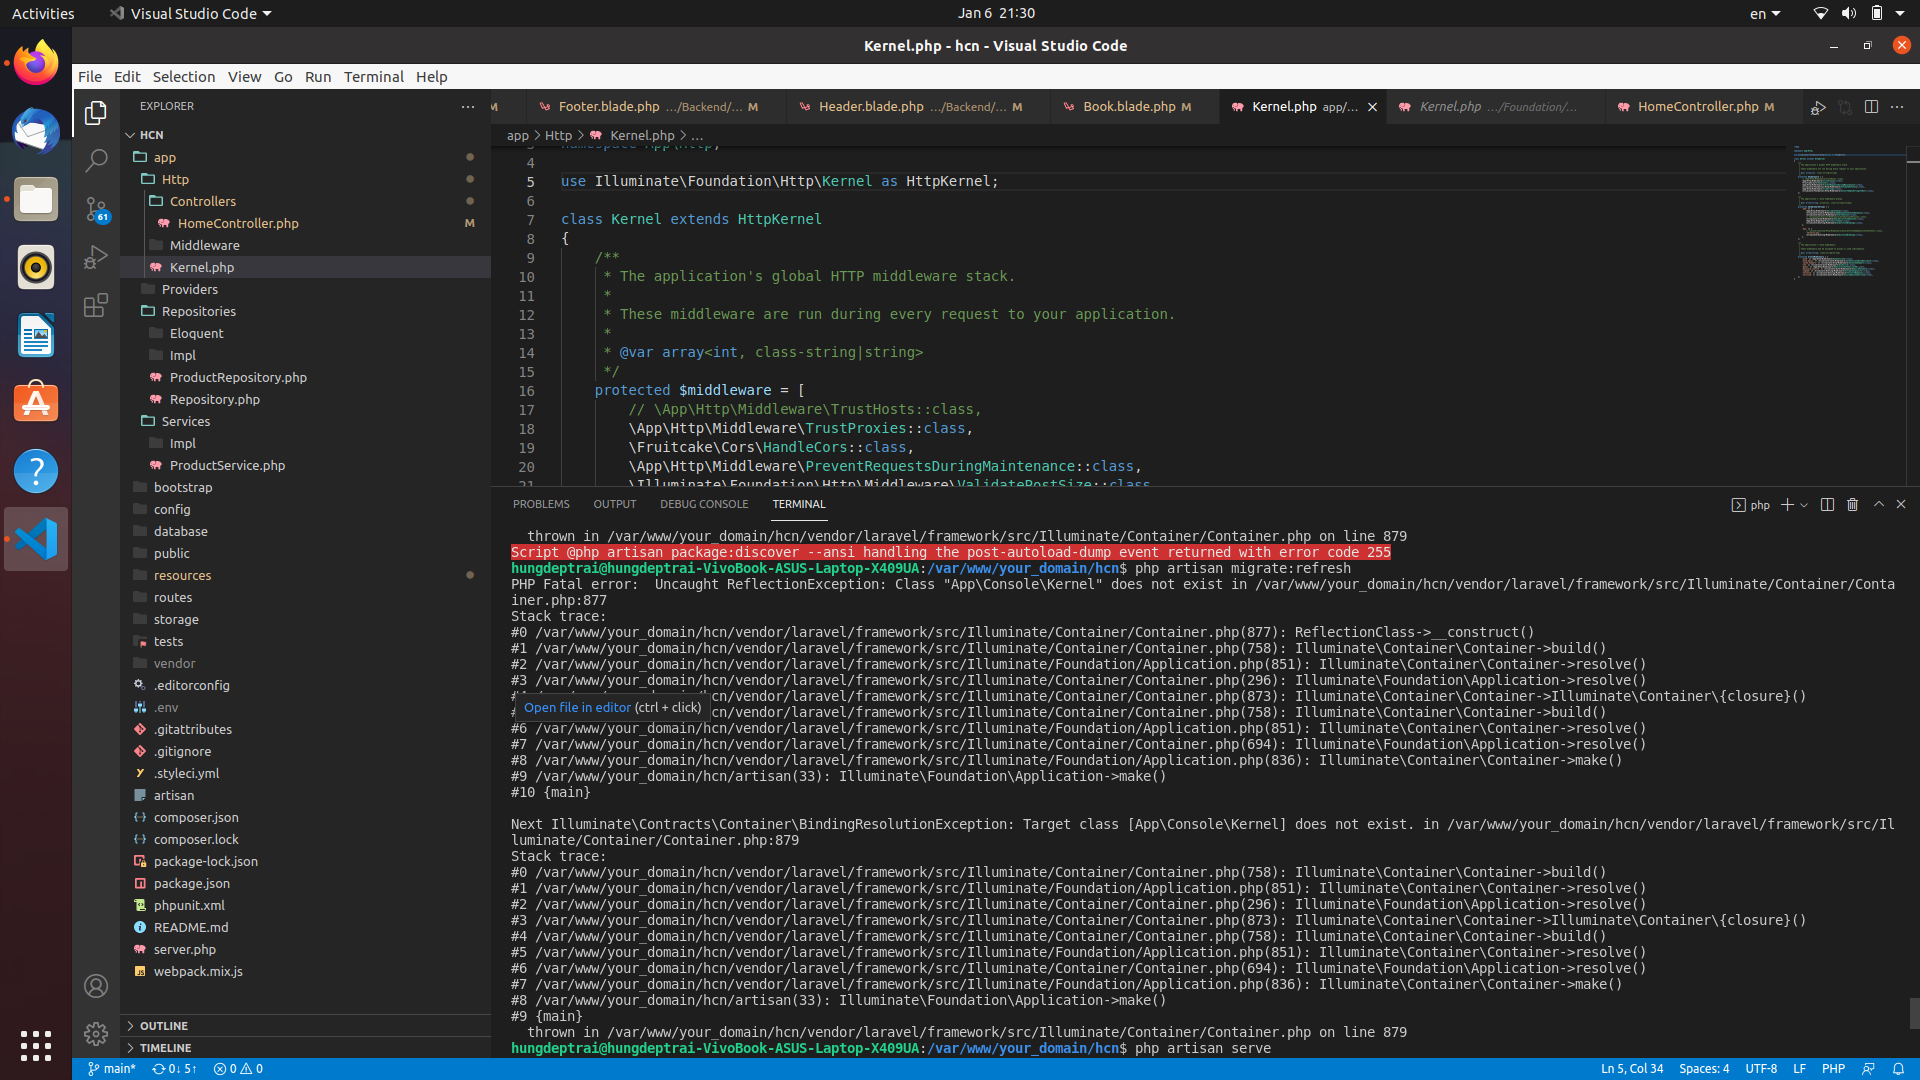 Activities
Visual Studio Code
Jan 6 21:30
en
Kernel.php - hcn - Visual Studio Code
File Edit Selection View Go Run Terminal Help
EXPLORER
HCN
app
Http
Controllers
HomeController.php M
Middleware
Kernel.php
Providers
Repositories
Eloquent
Impl
ProductRepository.php
Repository.php
Services
Impl
ProductService.php
bootstrap
config
database
public
resources
routes
storage
tests
vendor
.editorconfig
.env
.gitattributes
.gitignore
.styleci.yml
artisan
composer.json
composer.lock
package-lock.json
package.json
phpunit.xml
README.md
server.php
webpack.mix.js
OUTLINE
TIMELINE
61
M
Footer.blade.php .../Backend/... M
Header.blade.php .../Backend/... M
Book.blade.php M
Kernel.php app/...
Kernel.php .../Foundation/...
HomeController.php M
app > Http > Kernel.php > ...
3 namespace App\Http;
4
5 use Illuminate\Foundation\Http\Kernel as HttpKernel;
6
7 class Kernel extends HttpKernel
8 {
9 /**
10 * The application's global HTTP middleware stack.
11 *
12 * These middleware are run during every request to your application.
13 *
14 * @var array<int, class-string|string>
15 */
16 protected $middleware = [
17 // \App\Http\Middleware\TrustHosts::class,
18 \App\Http\Middleware\TrustProxies::class,
19 \Fruitcake\Cors\HandleCors::class,
20 \App\Http\Middleware\PreventRequestsDuringMaintenance::class,
21 \Illuminate\Foundation\Http\Middleware\ValidatePostSize::class
PROBLEMS OUTPUT DEBUG CONSOLE TERMINAL
php
thrown in /var/www/your_domain/hcn/vendor/laravel/framework/src/Illuminate/Container/Container.php on line 879
Script @php artisan package:discover --ansi handling the post-autoload-dump event returned with error code 255
hungdeptrai@hungdeptrai-VivoBook-ASUS-Laptop-X409UA:/var/www/your_domain/hcn$ php artisan migrate:refresh
PHP Fatal error:  Uncaught ReflectionException: Class "App\Console\Kernel" does not exist in /var/www/your_domain/hcn/vendor/laravel/framework/src/Illuminate/Container/Conta
iner.php:877
Stack trace:
#0 /var/www/your_domain/hcn/vendor/laravel/framework/src/Illuminate/Container/Container.php(877): ReflectionClass->__construct()
#1 /var/www/your_domain/hcn/vendor/laravel/framework/src/Illuminate/Container/Container.php(758): Illuminate\Container\Container->build()
#2 /var/www/your_domain/hcn/vendor/laravel/framework/src/Illuminate/Foundation/Application.php(851): Illuminate\Container\Container->resolve()
#3 /var/www/your_domain/hcn/vendor/laravel/framework/src/Illuminate/Container/Container.php(296): Illuminate\Foundation\Application->resolve()
#4 /var/www/your_domain/hcn/vendor/laravel/framework/src/Illuminate/Container/Container.php(873): Illuminate\Container\Container->Illuminate\Container\{closure}()
Open file in editor (ctrl + click)
cn/vendor/laravel/framework/src/Illuminate/Container/Container.php(758): Illuminate\Container\Container->build()
#6 /var/www/your_domain/hcn/vendor/laravel/framework/src/Illuminate/Foundation/Application.php(851): Illuminate\Container\Container->resolve()
#7 /var/www/your_domain/hcn/vendor/laravel/framework/src/Illuminate/Container/Container.php(694): Illuminate\Foundation\Application->resolve()
#8 /var/www/your_domain/hcn/vendor/laravel/framework/src/Illuminate/Foundation/Application.php(836): Illuminate\Container\Container->make()
#9 /var/www/your_domain/hcn/artisan(33): Illuminate\Foundation\Application->make()
#10 {main}
Next Illuminate\Contracts\Container\BindingResolutionException: Target class [App\Console\Kernel] does not exist. in /var/www/your_domain/hcn/vendor/laravel/framework/src/Il
luminate/Container/Container.php:879
Stack trace:
#0 /var/www/your_domain/hcn/vendor/laravel/framework/src/Illuminate/Container/Container.php(758): Illuminate\Container\Container->build()
#1 /var/www/your_domain/hcn/vendor/laravel/framework/src/Illuminate/Foundation/Application.php(851): Illuminate\Container\Container->resolve()
#2 /var/www/your_domain/hcn/vendor/laravel/framework/src/Illuminate/Container/Container.php(296): Illuminate\Foundation\Application->resolve()
#3 /var/www/your_domain/hcn/vendor/laravel/framework/src/Illuminate/Container/Container.php(873): Illuminate\Container\Container->Illuminate\Container\{closure}()
#4 /var/www/your_domain/hcn/vendor/laravel/framework/src/Illuminate/Container/Container.php(758): Illuminate\Container\Container->build()
#5 /var/www/your_domain/hcn/vendor/laravel/framework/src/Illuminate/Foundation/Application.php(851): Illuminate\Container\Container->resolve()
#6 /var/www/your_domain/hcn/vendor/laravel/framework/src/Illuminate/Container/Container.php(694): Illuminate\Foundation\Application->resolve()
#7 /var/www/your_domain/hcn/vendor/laravel/framework/src/Illuminate/Foundation/Application.php(836): Illuminate\Container\Container->make()
#8 /var/www/your_domain/hcn/artisan(33): Illuminate\Foundation\Application->make()
#9 {main}
thrown in /var/www/your_domain/hcn/vendor/laravel/framework/src/Illuminate/Container/Container.php on line 879
hungdeptrai@hungdeptrai-VivoBook-ASUS-Laptop-X409UA:/var/www/your_domain/hcn$ php artisan serve
main* 0↓ 5↑ 0 0
Ln 5, Col 34 Spaces: 4 UTF-8 LF PHP